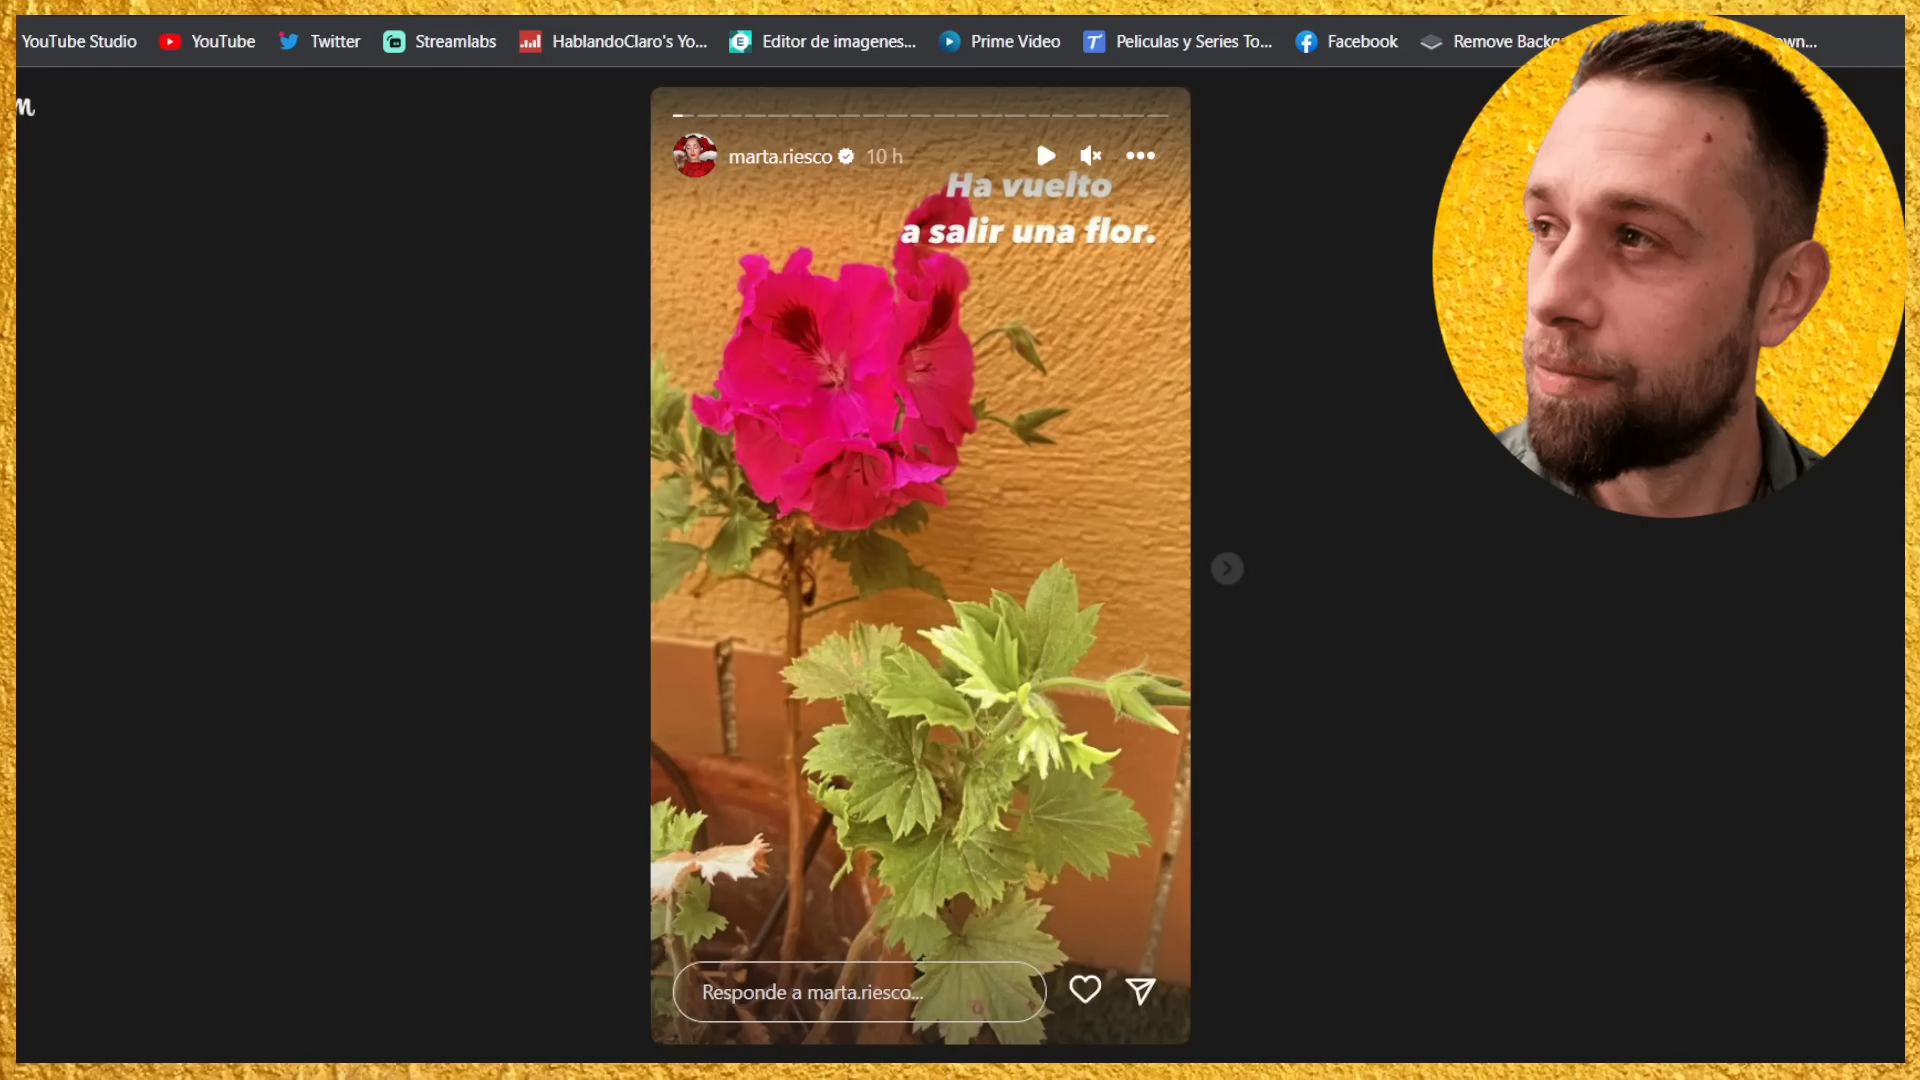 YouTube Studio
YouTube
Twitter
Streamlabs
HablandoClaro's Yo...
Editor de imagenes...
Prime Video
Peliculas y Series To...
Facebook
Remove
m
marta.riesco
10 h
Ha vuelto
a salir una flor.
Responde a marta.riesco...